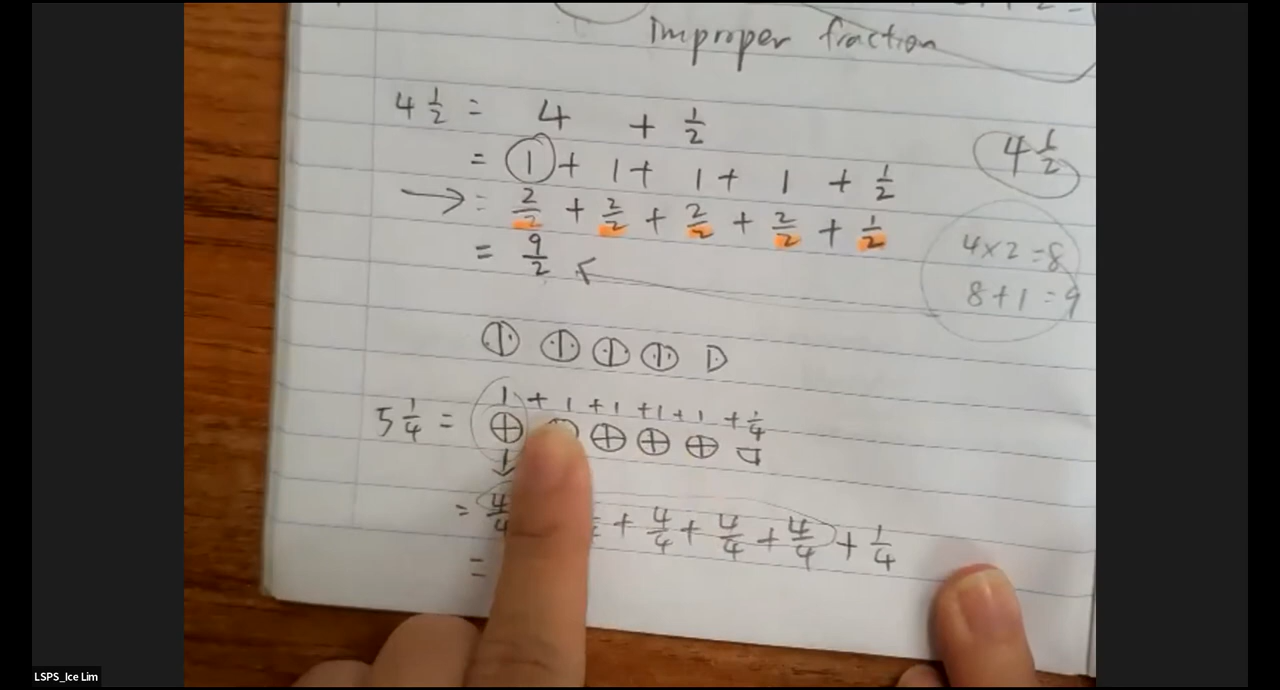 Improper fraction
4 1/2 = 4 + 1/2
= 1 + 1 + 1 + 1 + 1/2
→ = 2/2 + 2/2 + 2/2 + 2/2 + 1/2
= 9/2
4 1/2
4 × 2 = 8
8 + 1 = 9
1 + 1 + 1 + 1 + 1 + 1/4
5 1/4 =
= 4/4 + 4/4 + 4/4 + 4/4 + 1/4
=
LSPS_Ice Lim